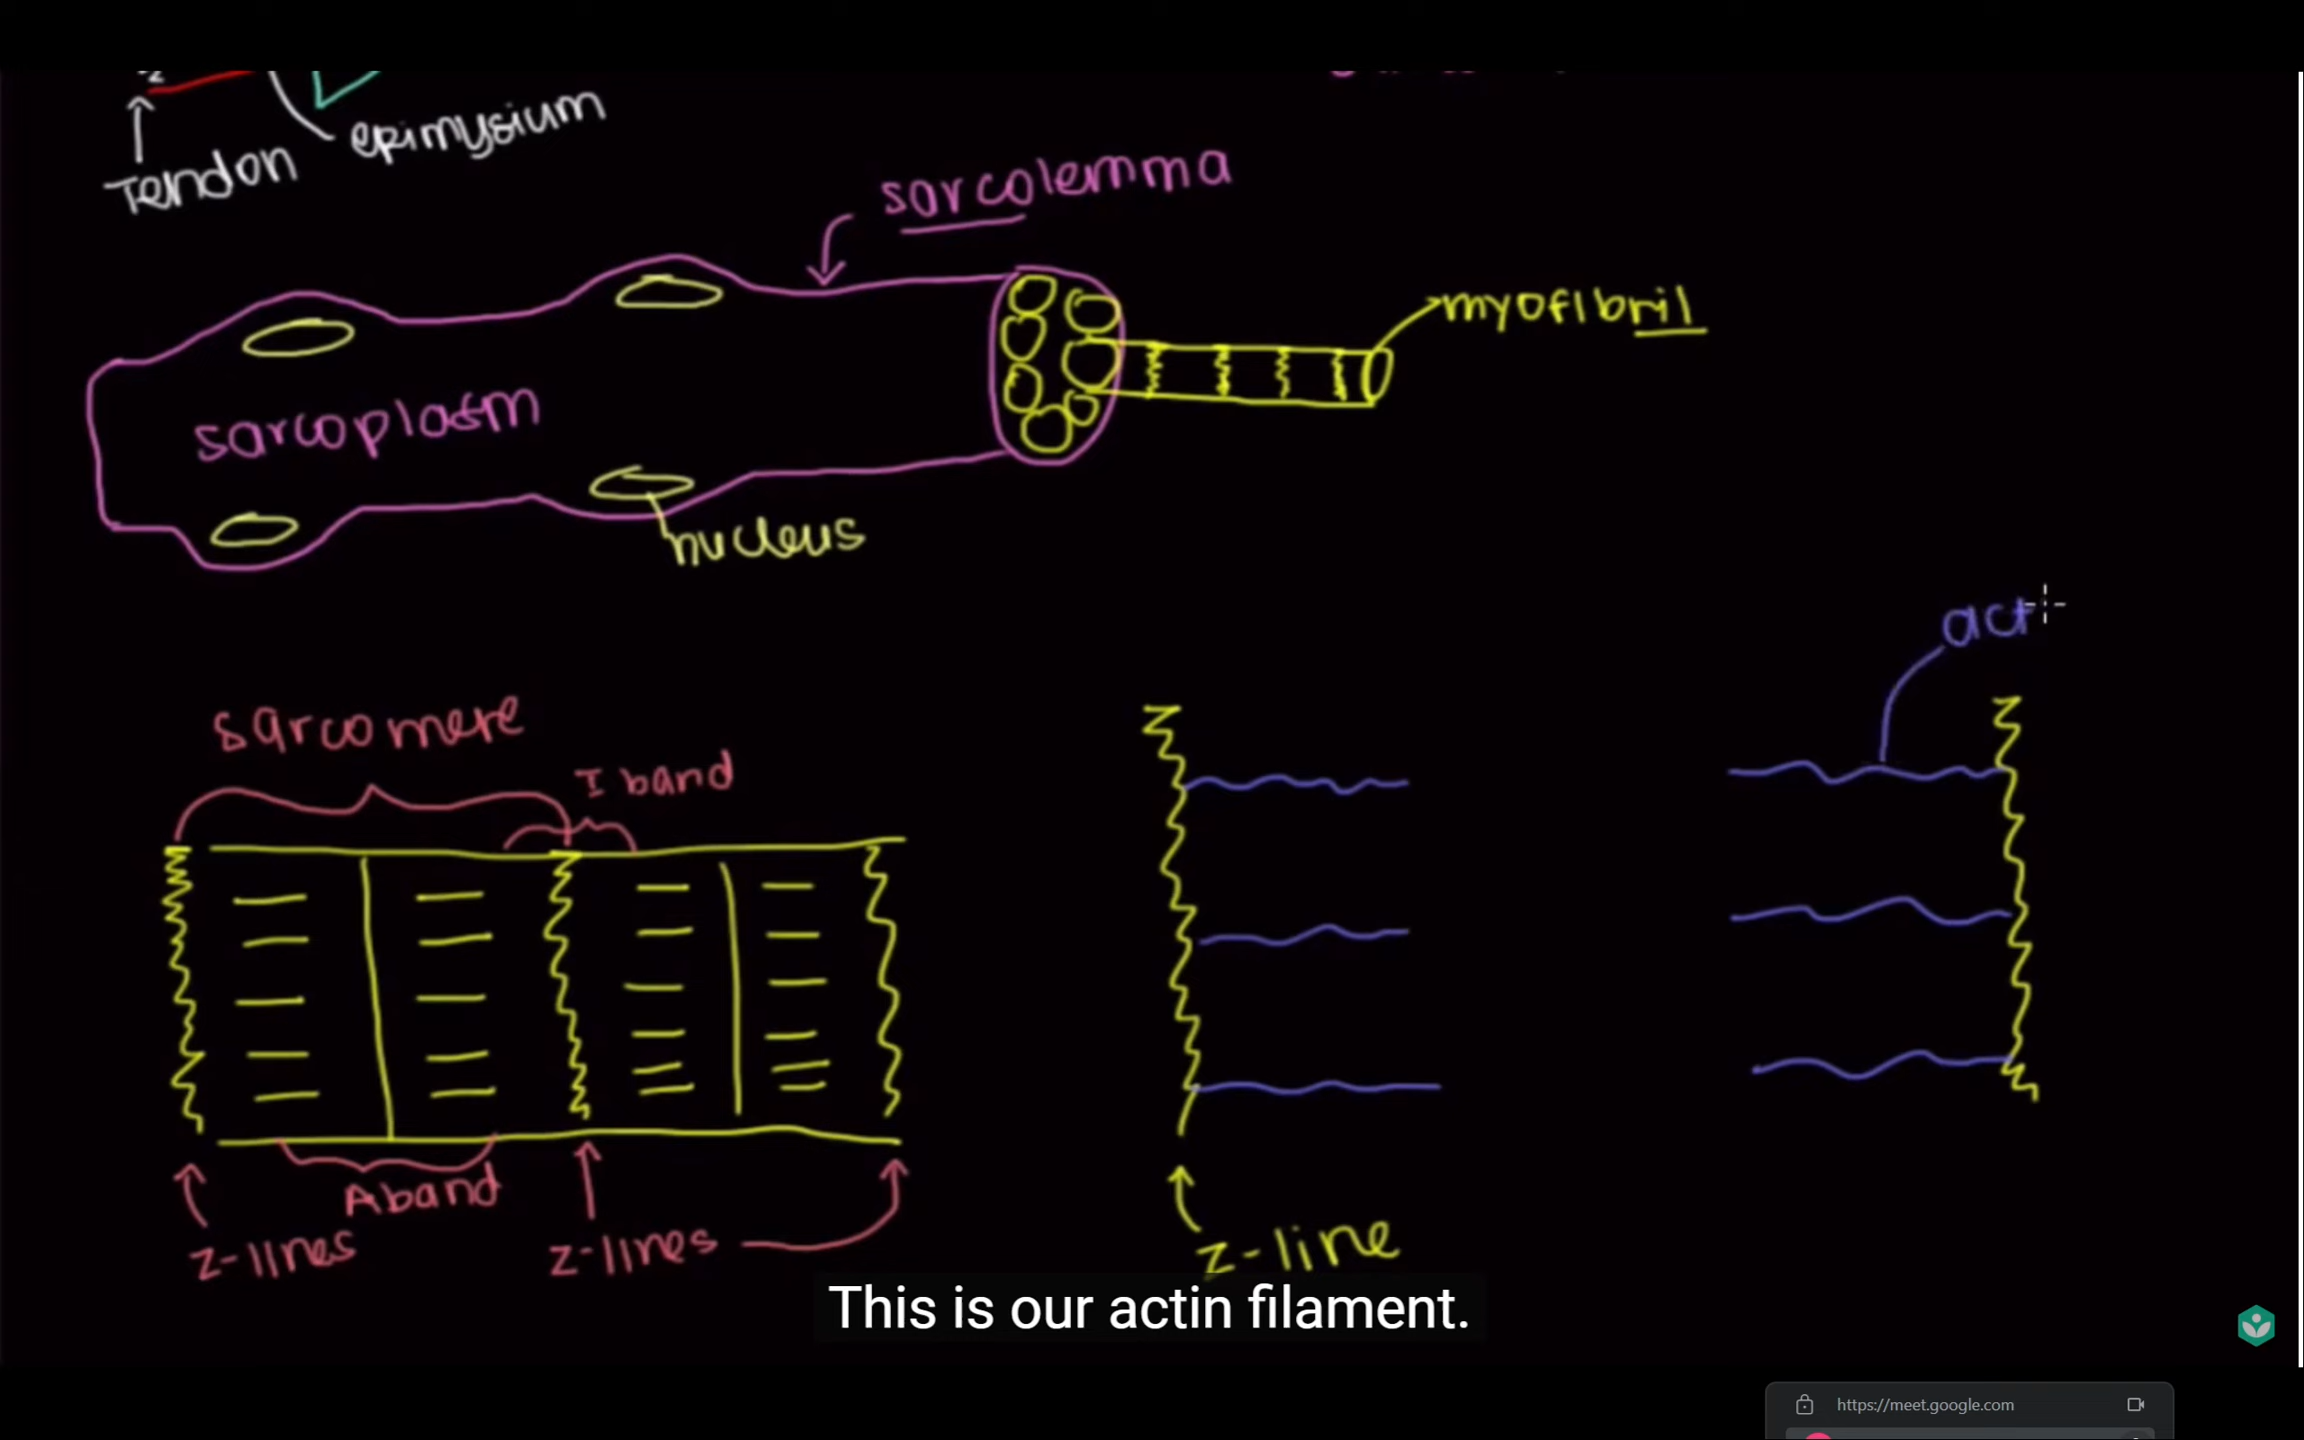 Tendon
epimysium
sarcolemma
myofibril
sarcoplasm
nucleus
act
sarcomere
I band
A band
z-lines
z-lines
z-line
This is our actin filament.
https://meet.google.com